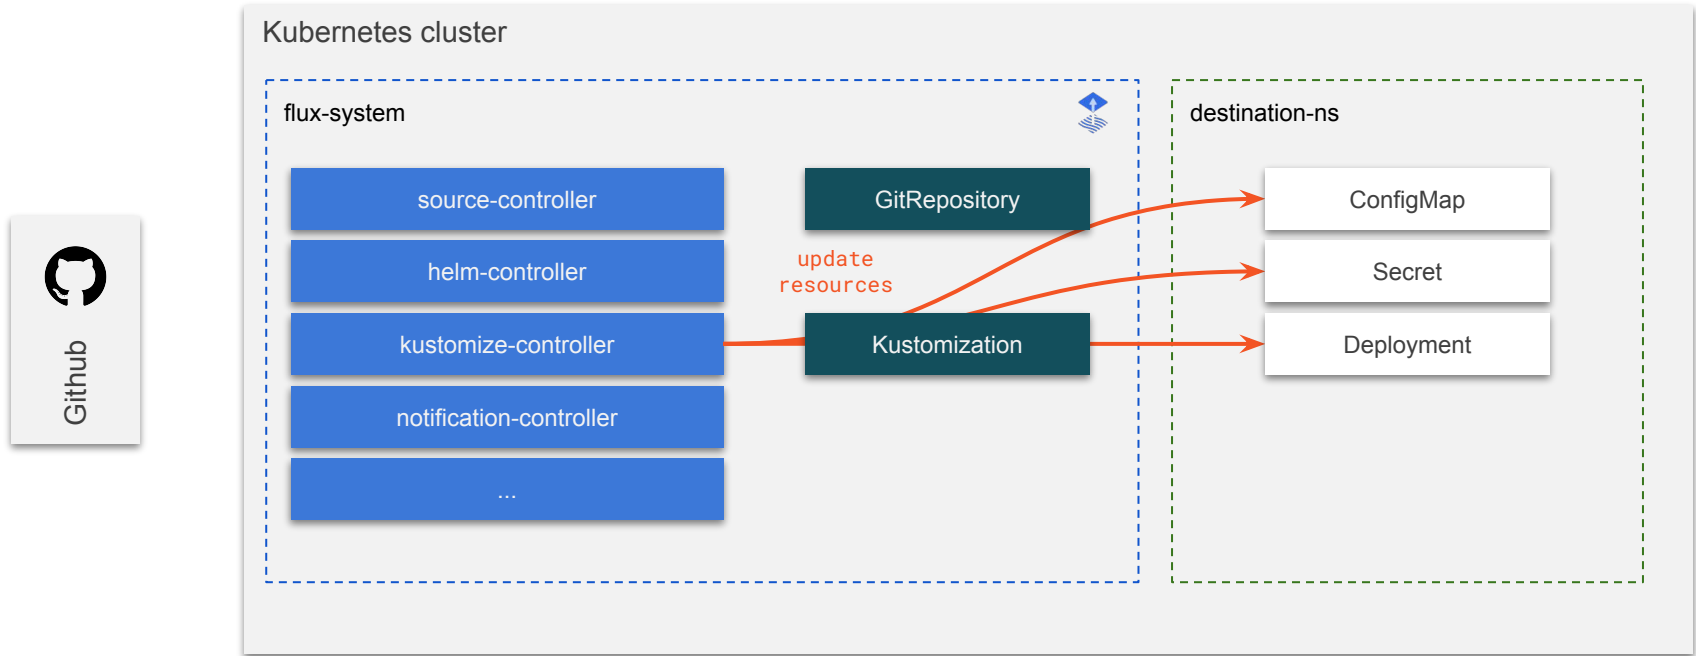 Kubernetes cluster
flux-system
destination-ns
source-controller
GitRepository
ConfigMap
update
resources
helm-controller
Secret
kustomize-controller
Kustomization
Deployment
notification-controller
...
Github